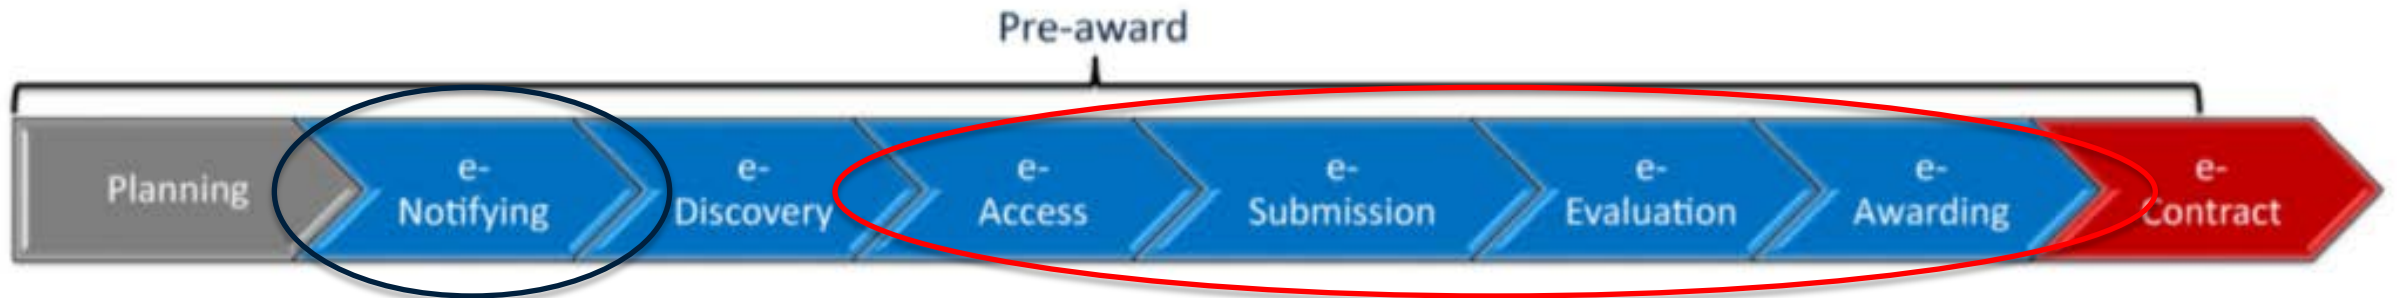 Pre-award
Planning
e-
Notifying
e-
Discovery
e-
Access
e-
Submission
e-
Evaluation
e-
Awarding
e-
Contract